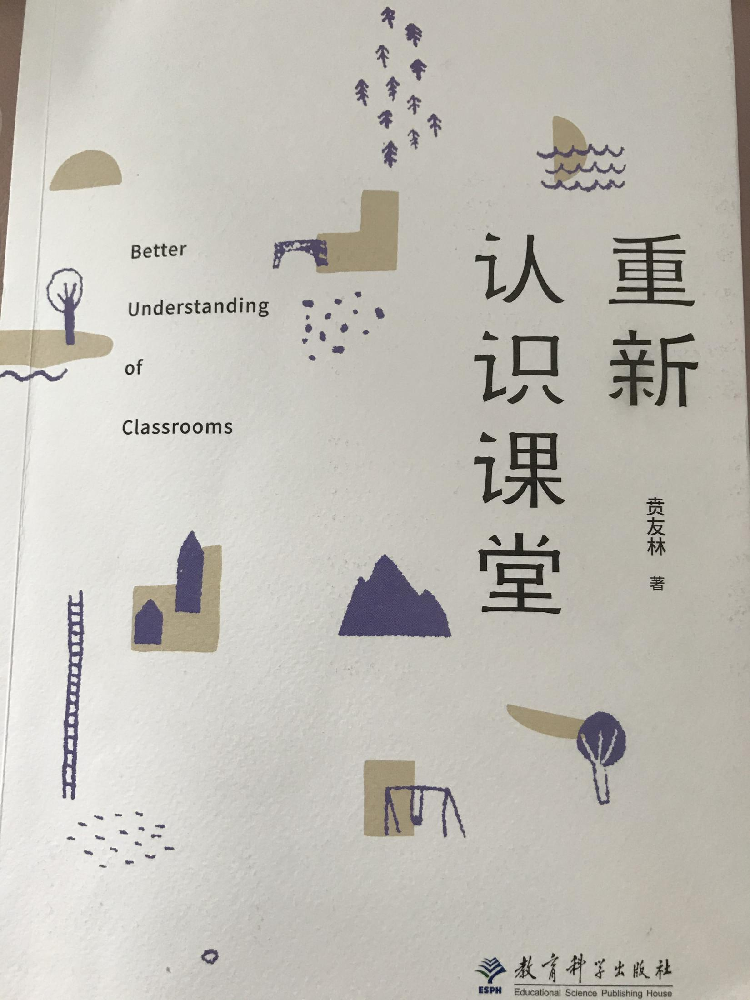 重新
认识课堂
贲友林 著
Better
Understanding
of
Classrooms
教育科学出版社
ESPH
Educational Science Publishing House